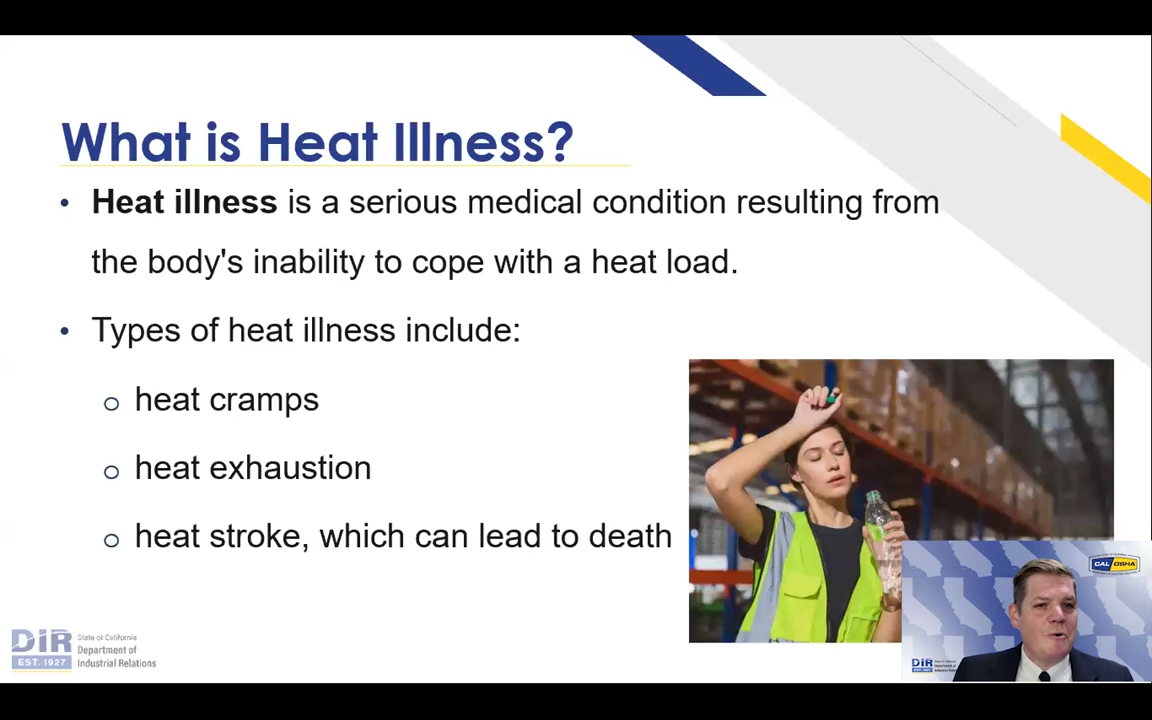 What is Heat Illness?
• Heat illness is a serious medical condition resulting from
the body's inability to cope with a heat load.
• Types of heat illness include:
o heat cramps
o heat exhaustion
o heat stroke, which can lead to death
DIR
EST. 1927
State of California
Department of
Industrial Relations
CAL OSHA
DIR